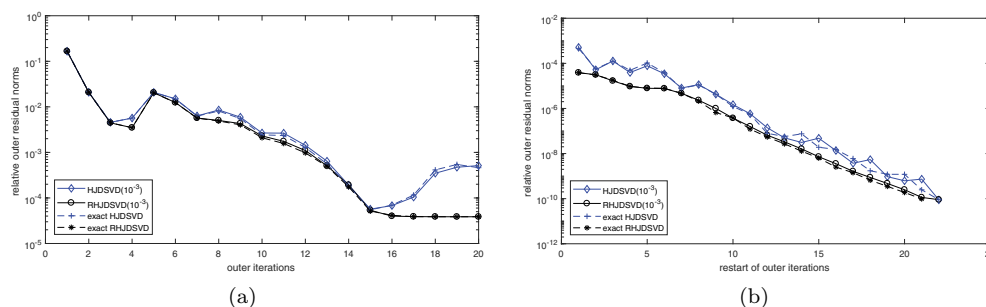 10^0
10^-1
10^-2
10^-3
10^-4
10^-5
relative outer residual norms
HJDSVD(10^-3)
RHJDSVD(10^-3)
exact HJDSVD
exact RHJDSVD
0 2 4 6 8 10 12 14 16 18 20
outer iterations
(a)
10^-2
10^-4
10^-6
10^-8
10^-10
10^-12
relative outer residual norms
HJDSVD(10^-3)
RHJDSVD(10^-3)
exact HJDSVD
exact RHJDSVD
0 5 10 15 20 25
restart of outer iterations
(b)